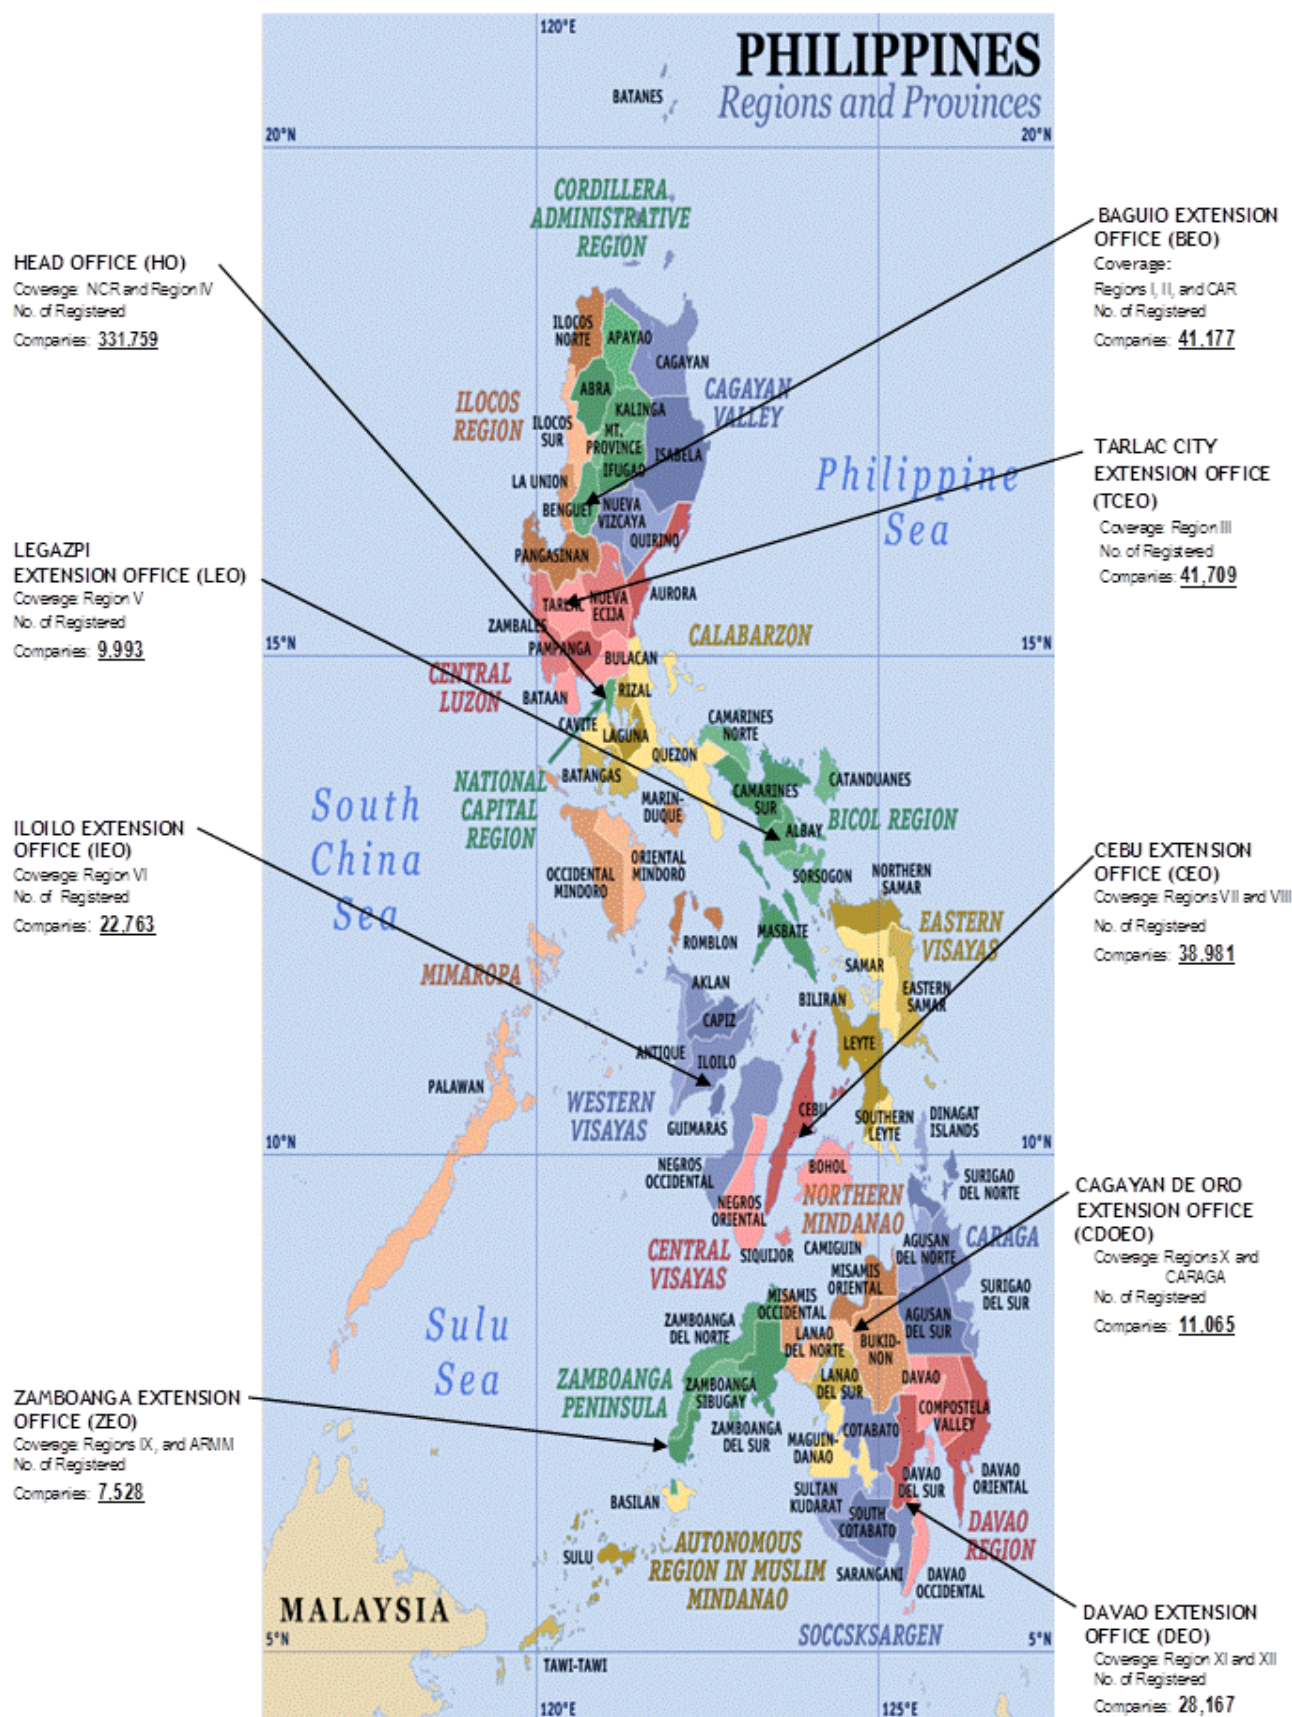 120°E
PHILIPPINES
Regions and Provinces
BATANES
20°N
20°N
CORDILLERA
ADMINISTRATIVE
REGION
BAGUIO EXTENSION
OFFICE (BEO)
Coverage:
Regions I, II, and CAR
No. of Registered
Companies: 41,177
HEAD OFFICE (HO)
Coverage: NCR and Region IV
No. of Registered
Companies: 331,759
ILOCOS
NORTE
APAYAO
CAGAYAN
ABRA
CAGAYAN
VALLEY
ILOCOS
REGION
KALINGA
ILOCOS
SUR
MT.
PROVINCE
ISABELA
IFUGAO
LA UNION
BENGUET
NUEVA
VIZCAYA
QUIRINO
PANGASINAN
Philippine
Sea
TARLAC CITY
EXTENSION OFFICE
(TCEO)
Coverage: Region III
No. of Registered
Companies: 41,709
LEGAZPI
EXTENSION OFFICE (LEO)
Coverage: Region V
No. of Registered
Companies: 9,993
TARLAC
NUEVA
ECIJA
AURORA
ZAMBALES
PAMPANGA
BULACAN
CALABARZON
15°N
15°N
CENTRAL
LUZON
BATAAN
RIZAL
CAVITE
LAGUNA
QUEZON
CAMARINES
NORTE
BATANGAS
NATIONAL
CAPITAL
REGION
MARIN-
DUQUE
CAMARINES
SUR
CATANDUANES
BICOL REGION
ALBAY
South
China
Sea
ILOILO EXTENSION
OFFICE (IEO)
Coverage: Region VI
No. of Registered
Companies: 22,763
OCCIDENTAL
MINDORO
ORIENTAL
MINDORO
SORSOGON
NORTHERN
SAMAR
CEBU EXTENSION
OFFICE (CEO)
Coverage: Regions VII and VIII
No. of Registered
Companies: 38,981
ROMBLON
MASBATE
EASTERN
VISAYAS
MIMAROPA
SAMAR
AKLAN
BILIRAN
EASTERN
SAMAR
CAPIZ
ANTIQUE
ILOILO
LEYTE
PALAWAN
WESTERN
VISAYAS
GUIMARAS
CEBU
SOUTHERN
LEYTE
DINAGAT
ISLANDS
10°N
10°N
NEGROS
OCCIDENTAL
BOHOL
SURIGAO
DEL NORTE
NEGROS
ORIENTAL
NORTHERN
MINDANAO
CAGAYAN DE ORO
EXTENSION OFFICE
(CDOEO)
Coverage: Regions X and
CARAGA
No. of Registered
Companies: 11,065
CENTRAL
VISAYAS
SIQUIJOR
CAMIGUIN
AGUSAN
DEL NORTE
CARAGA
MISAMIS
ORIENTAL
SURIGAO
DEL SUR
MISAMIS
OCCIDENTAL
Sulu
Sea
ZAMBOANGA
DEL NORTE
LANAO
DEL NORTE
BUKID-
NON
AGUSAN
DEL SUR
ZAMBOANGA
PENINSULA
ZAMBOANGA
SIBUGAY
LANAO
DEL SUR
DAVAO
COMPOSTELA
VALLEY
ZAMBOANGA EXTENSION
OFFICE (ZEO)
Coverage: Regions IX, and ARMM
No. of Registered
Companies: 7,528
ZAMBOANGA
DEL SUR
MAGUIN-
DANAO
COTABATO
DAVAO
DEL SUR
DAVAO
ORIENTAL
BASILAN
SULTAN
KUDARAT
SOUTH
COTABATO
DAVAO
REGION
SULU
AUTONOMOUS
REGION IN MUSLIM
MINDANAO
SARANGANI
DAVAO
OCCIDENTAL
MALAYSIA
SOCCSKSARGEN
5°N
5°N
TAWI-TAWI
DAVAO EXTENSION
OFFICE (DEO)
Coverage: Region XI and XII
No. of Registered
Companies: 28,167
120°E
125°E